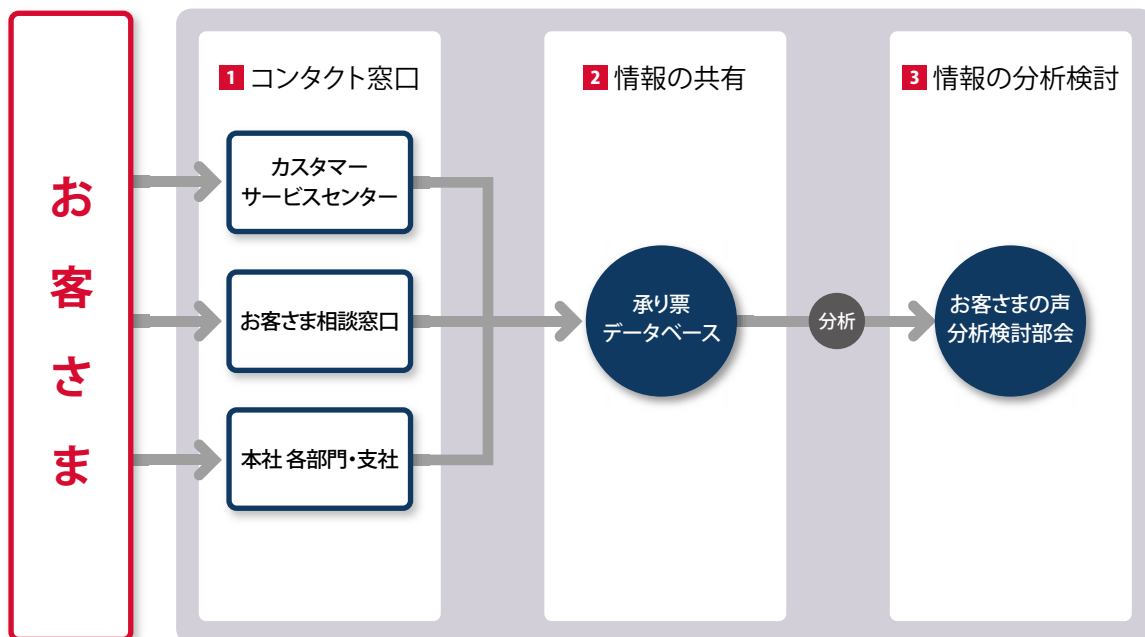 お客さま
1 コンタクト窓口
カスタマー
サービスセンター
お客さま相談窓口
本社 各部門・支社
2 情報の共有
承り票
データベース
分析
3 情報の分析検討
お客さまの声
分析検討部会